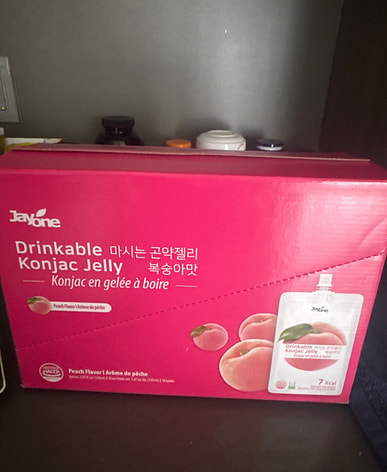 Jayone
Drinkable 마시는 곤약젤리
Konjac Jelly 복숭아맛
Konjac en gelée à boire
Peach Flavor l Arôme de pêche
Jayone
Drinkable
Konjac Jelly
7 Kcal
HACCP
Peach Flavor l Arôme de pêche